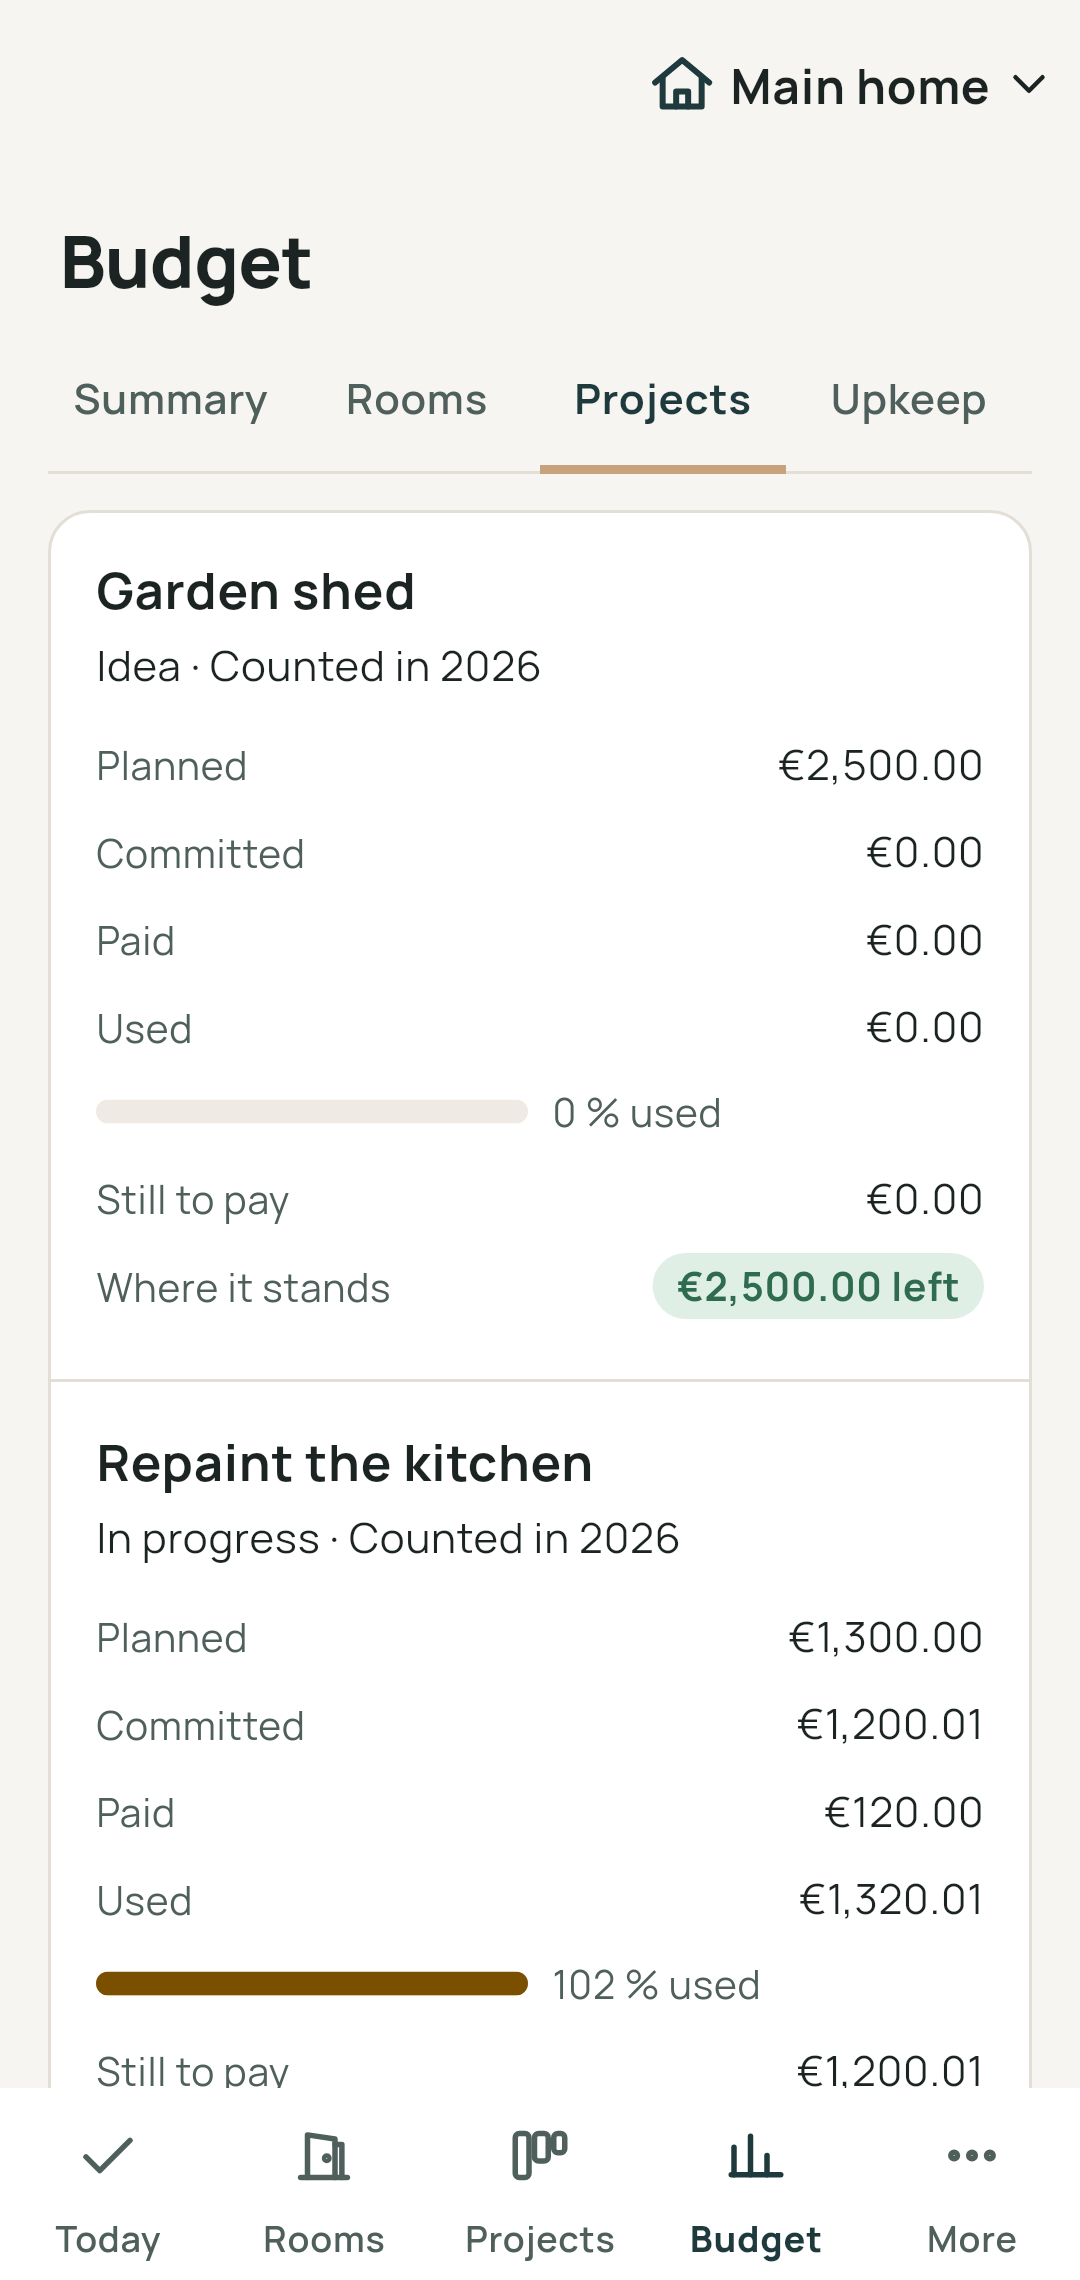 Main home
Budget
Summary Rooms Projects Upkeep
Garden shed
Idea · Counted in 2026
Planned €2,500.00
Committed €0.00
Paid €0.00
Used €0.00
0 % used
Still to pay €0.00
Where it stands €2,500.00 left
Repaint the kitchen
In progress · Counted in 2026
Planned €1,300.00
Committed €1,200.01
Paid €120.00
Used €1,320.01
102 % used
Still to pay €1,200.01
Today Rooms Projects Budget More